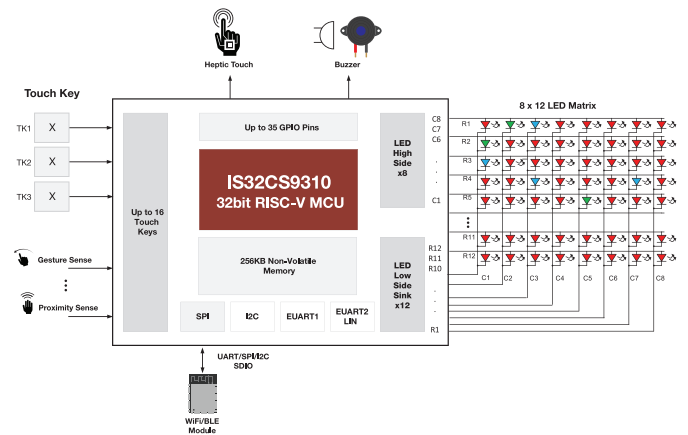 Heptic Touch
Buzzer
Touch Key
TK1
X
TK2
X
TK3
X
Gesture Sense
Proximity Sense
Up to 16
Touch
Keys
Up to 35 GPIO Pins
IS32CS9310
32bit RISC-V MCU
256KB Non-Volatile
Memory
SPI
I2C
EUART1
EUART2
LIN
LED
High
Side
x8
LED
Low
Side
Sink
x12
C8
C7
C6
C1
R12
R11
R10
R1
8 x 12 LED Matrix
R1
R2
R3
R4
R5
R11
R12
C1
C2
C3
C4
C5
C6
C7
C8
UART/SPI/I2C
SDIO
WiFi/BLE
Module